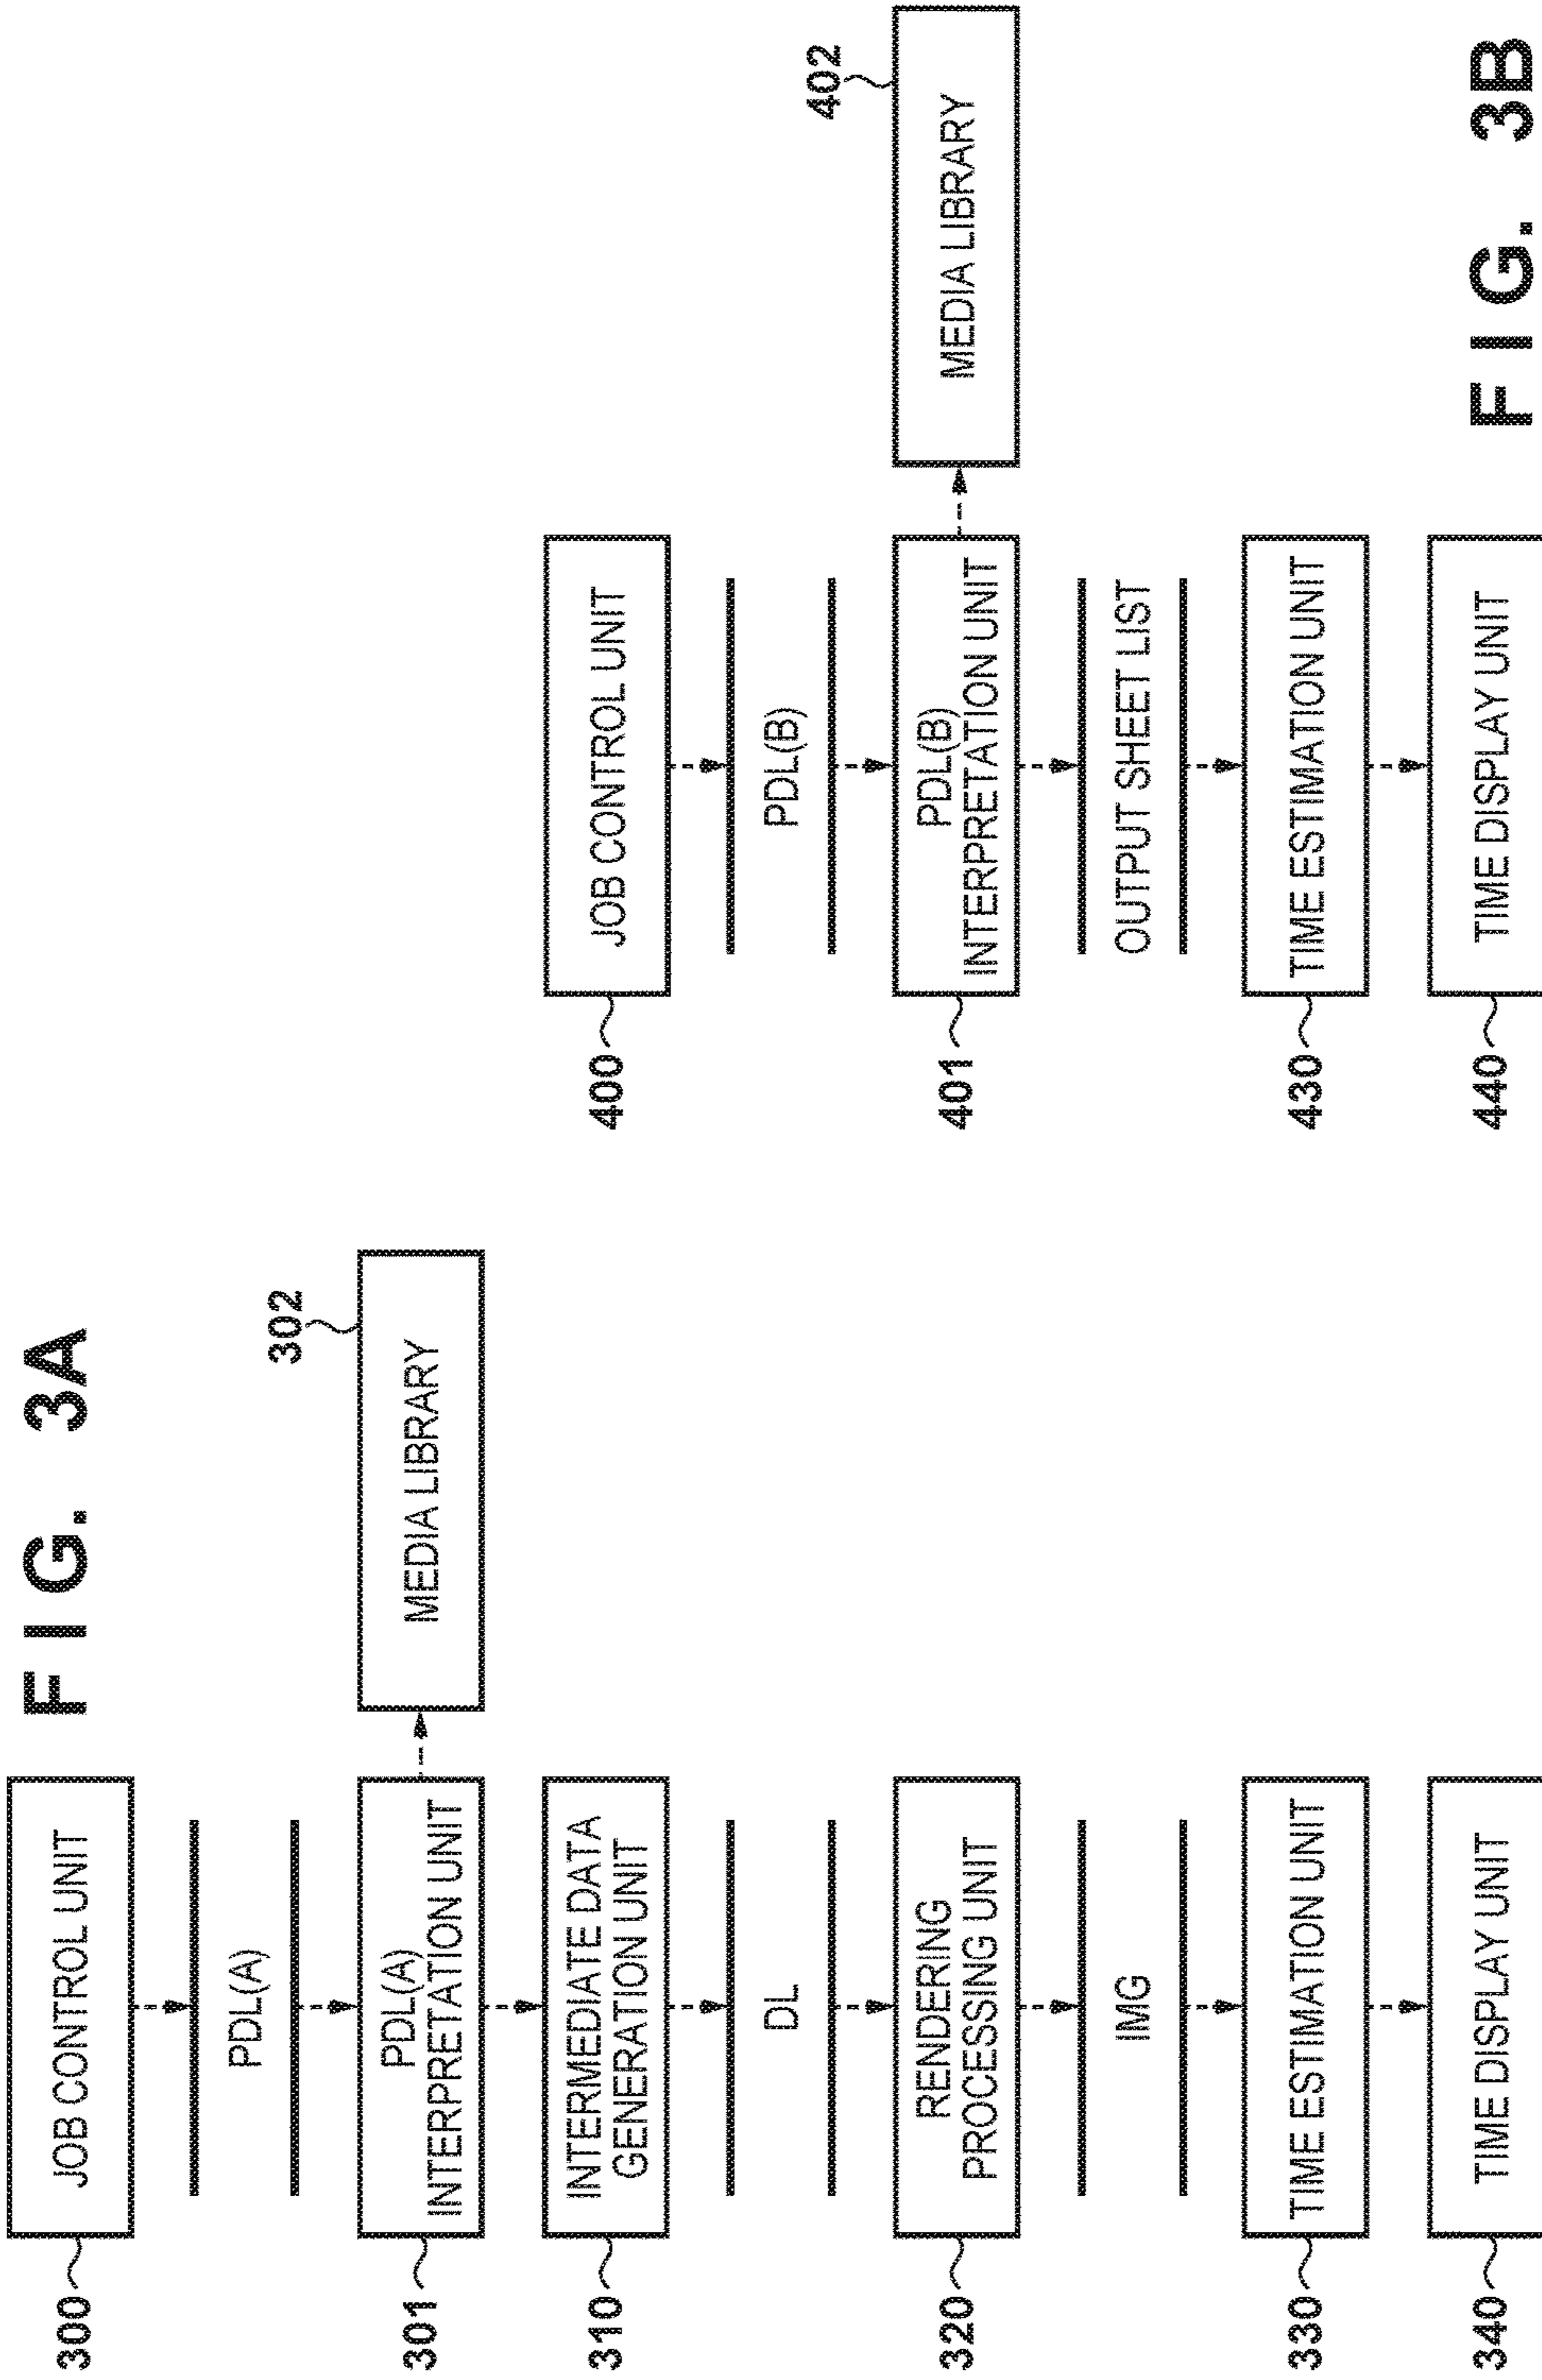 FIG. 3A
300
JOB CONTROL UNIT
PDL(A)
301
PDL(A)
INTERPRETATION UNIT
302
MEDIA LIBRARY
310
INTERMEDIATE DATA
GENERATION UNIT
DL
320
RENDERING
PROCESSING UNIT
IMG
330
TIME ESTIMATION UNIT
340
TIME DISPLAY UNIT
FIG. 3B
400
JOB CONTROL UNIT
PDL(B)
401
PDL(B)
INTERPRETATION UNIT
402
MEDIA LIBRARY
OUTPUT SHEET LIST
430
TIME ESTIMATION UNIT
440
TIME DISPLAY UNIT